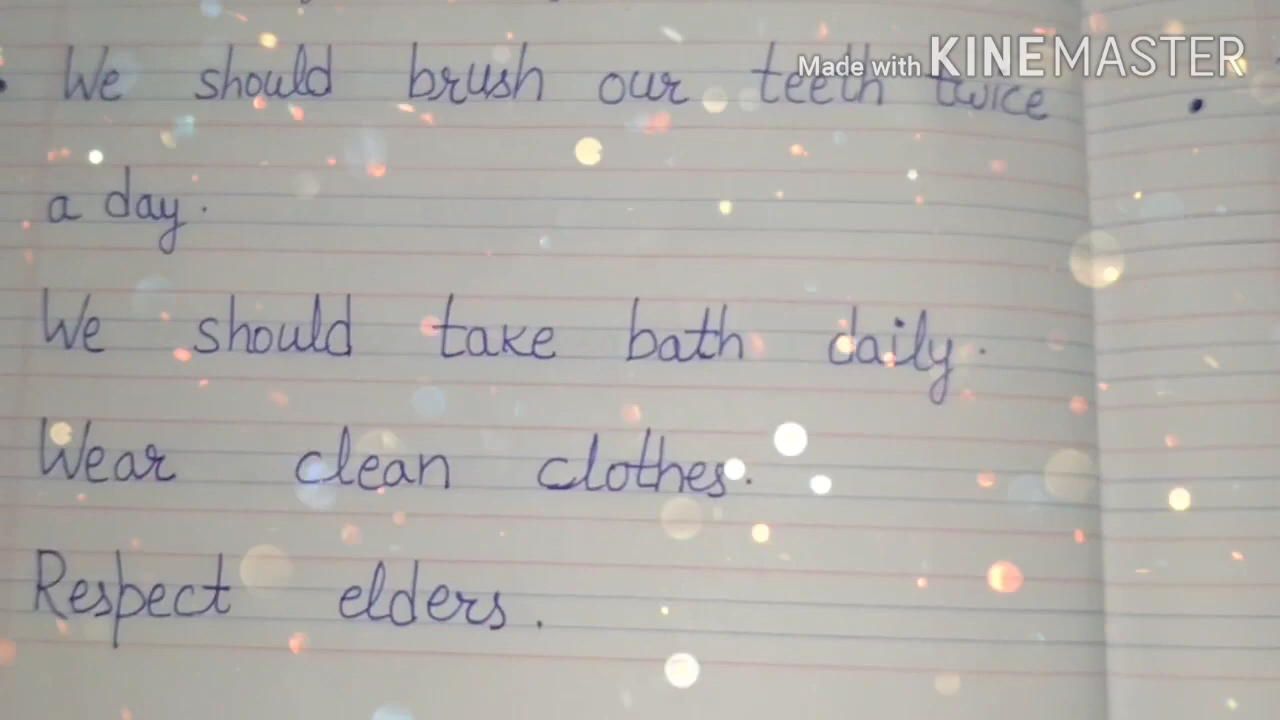 Made with KINEMASTER
We should brush our teeth twice
a day.
We should take bath daily.
Wear clean clothes.
Respect elders.